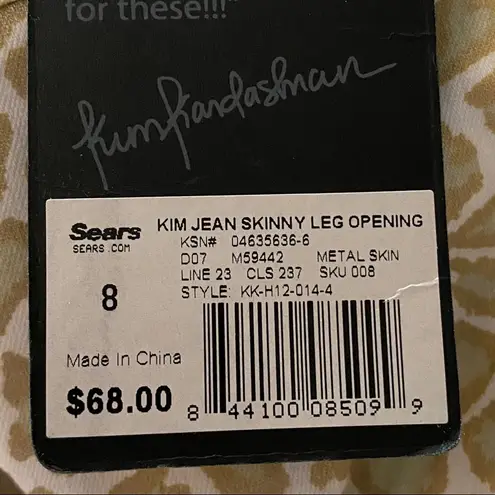 for these!!!"
kimkardashian
Sears
SEARS.COM
KIM JEAN SKINNY LEG OPENING
KSN# 04635636-6
D07 M59442 METAL SKIN
LINE 23 CLS 237 SKU 008
STYLE: KK-H12-014-4
8
Made In China
$68.00
8 44100 08509 9